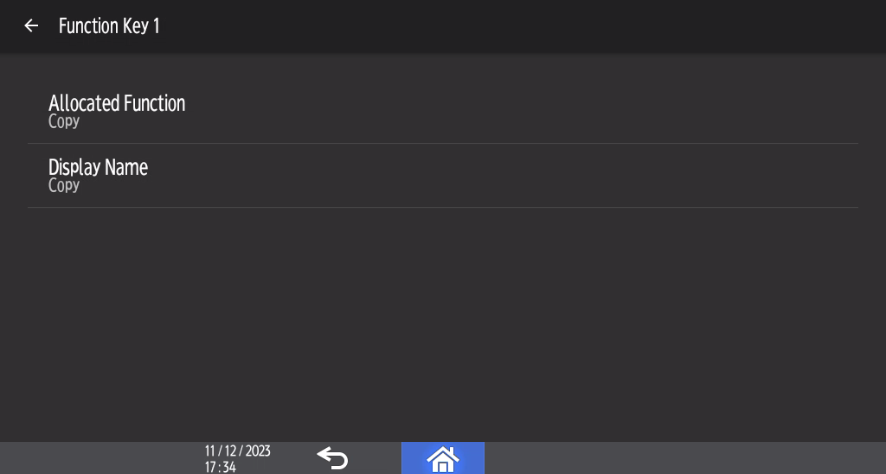 Function Key 1
Allocated Function
Copy
Display Name
Copy
11 / 12 / 2023
17 : 34